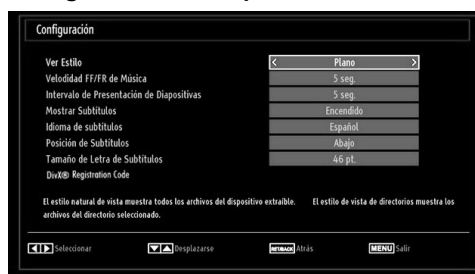 Configuración
Ver Estilo < Plano >
Velodidad FF/FR de Música 5 seg.
Intervalo de Presentación de Diapositivas 5 seg.
Mostrar Subtítulos Encendido
Idioma de subtítulos Español
Posición de Subtítulos Abajo
Tamaño de Letra de Subtítulos 46 pt.
DivX® Registration Code
El estilo natural de vista muestra todos los archivos del dispositivo extraíble. El estilo de vista de directorios muestra los
archivos del directorio seleccionado.
Seleccionar Desplazarse RET/BACK Atrás MENU Salir